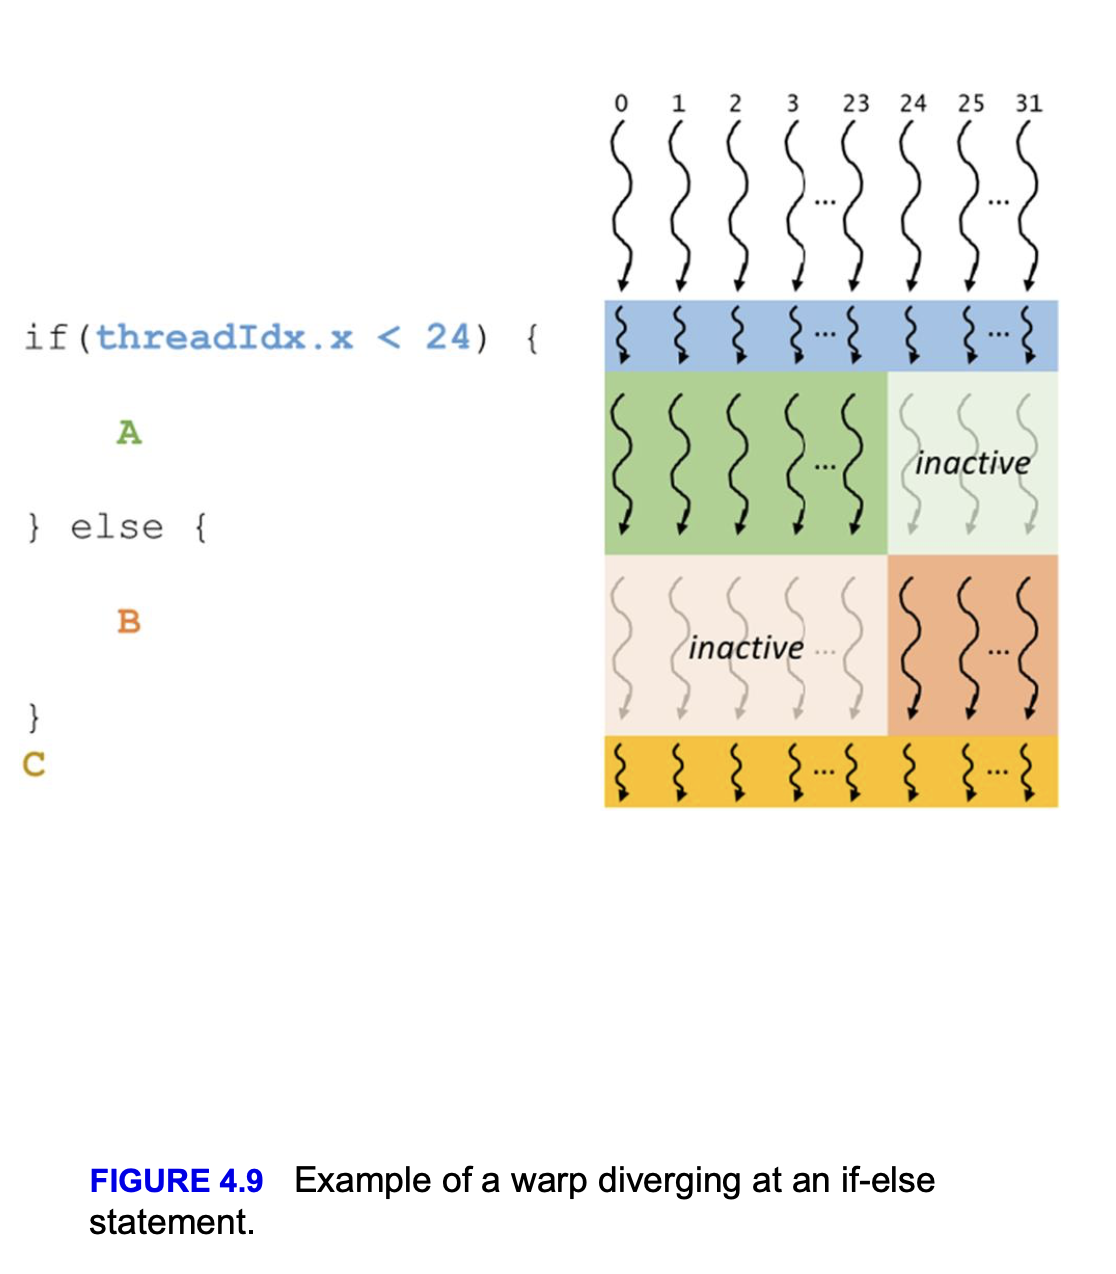 0 1 2 3 23 24 25 31
... ...
if(threadIdx.x < 24) {
... ...
A
... inactive
} else {
B
inactive ... ...
}
C
... ...
FIGURE 4.9 Example of a warp diverging at an if-else
statement.